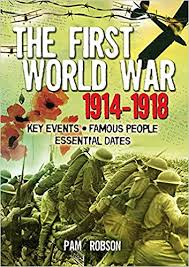 THE FIRST
WORLD WAR
1914-1918
KEY EVENTS • FAMOUS PEOPLE
ESSENTIAL DATES
PAM ROBSON